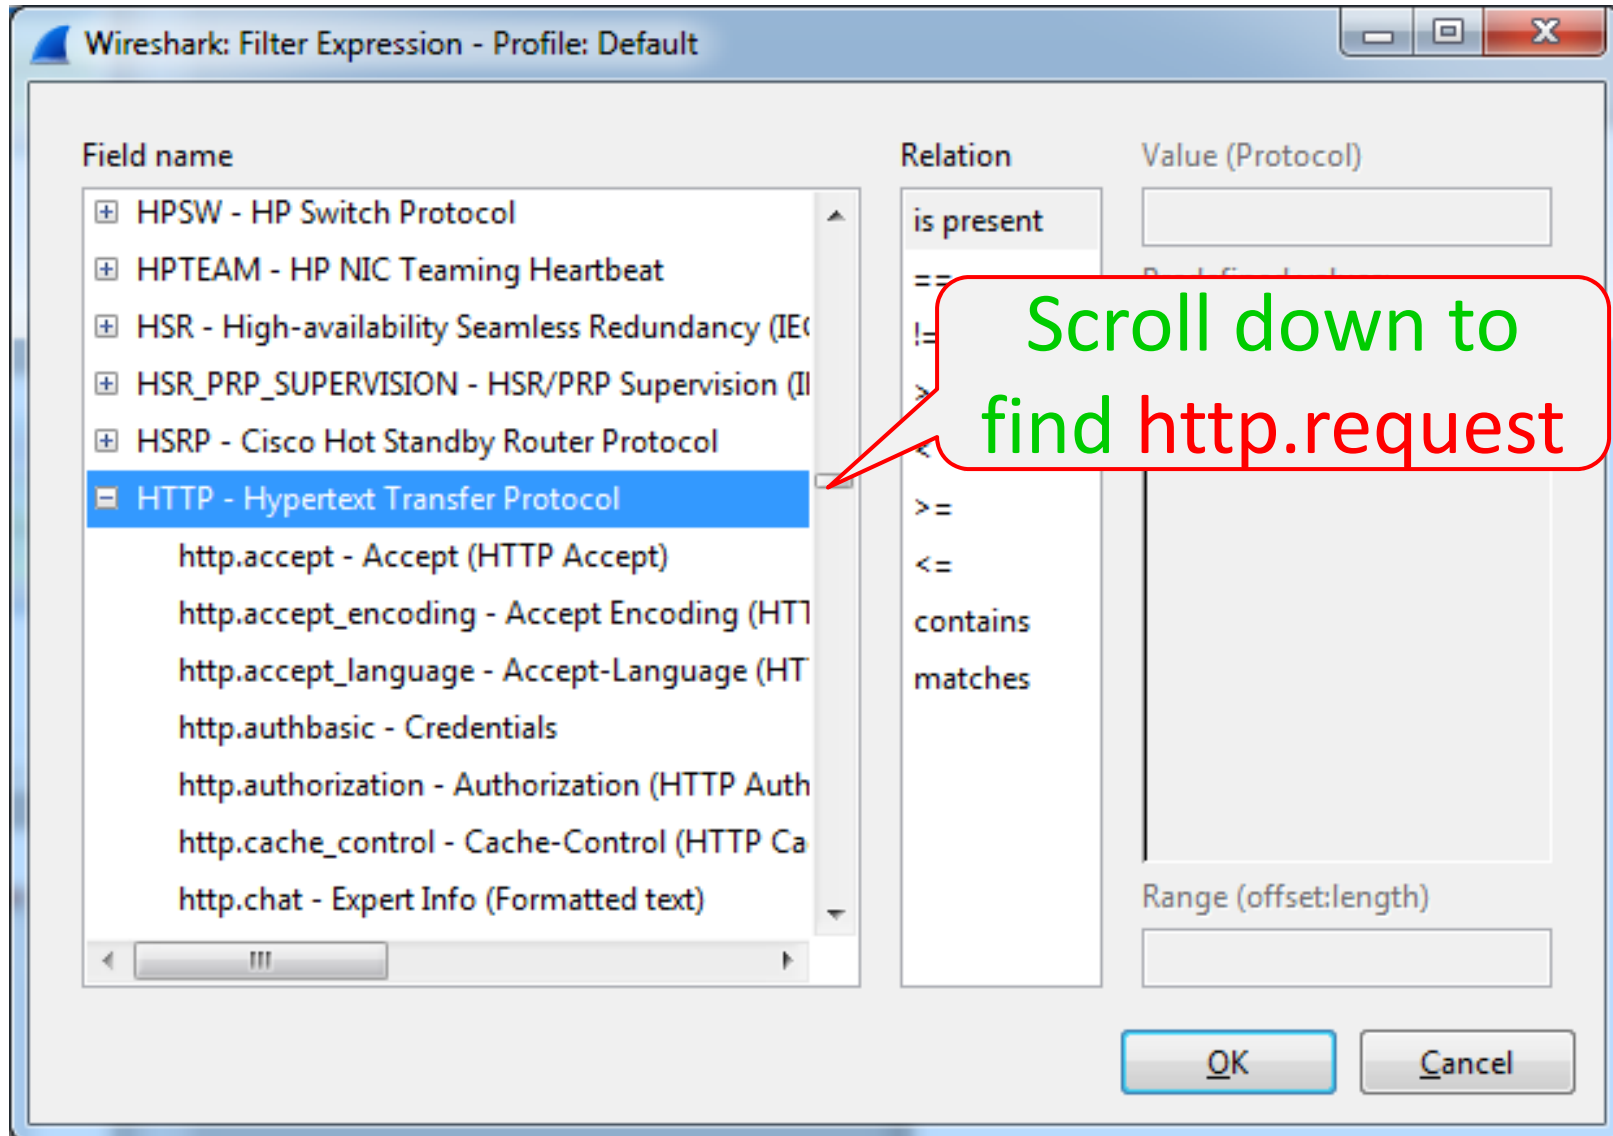 Wireshark: Filter Expression - Profile: Default
Field name
HPSW - HP Switch Protocol
HPTEAM - HP NIC Teaming Heartbeat
HSR - High-availability Seamless Redundancy (IE
HSR_PRP_SUPERVISION - HSR/PRP Supervision (I
HSRP - Cisco Hot Standby Router Protocol
HTTP - Hypertext Transfer Protocol
http.accept - Accept (HTTP Accept)
http.accept_encoding - Accept Encoding (HTT
http.accept_language - Accept-Language (HT
http.authbasic - Credentials
http.authorization - Authorization (HTTP Auth
http.cache_control - Cache-Control (HTTP Ca
http.chat - Expert Info (Formatted text)
Relation
is present
==
!=
>
<
>=
<=
contains
matches
Value (Protocol)
Scroll down to
find http.request
Range (offset:length)
OK
Cancel